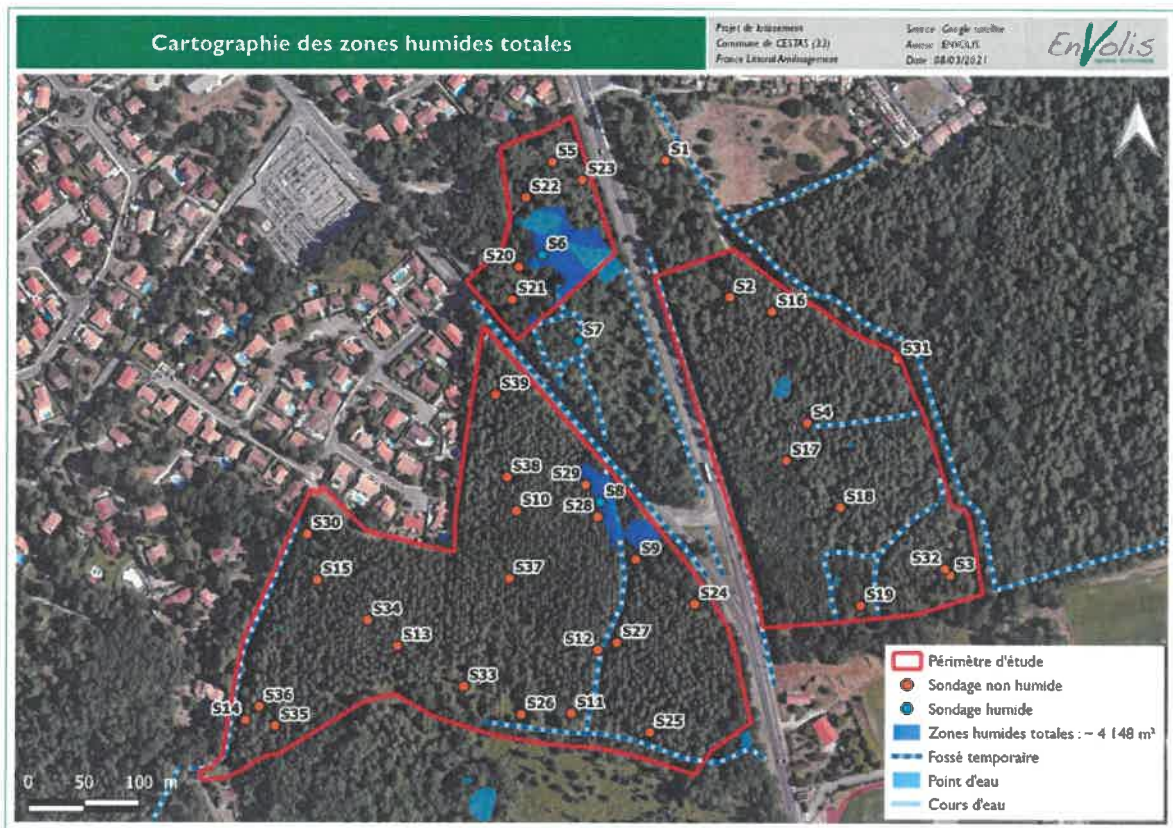 Cartographie des zones humides totales
Projet de lotissement
Commune de CESTAS (33)
France Littoral Aménagement
Source : Google satellite
Auteur : ENVOLIS
Date : 08/03/2021
EnVolis
S5
S23
S1
S22
S6
S20
S21
S2
S16
S7
S31
S39
S4
S17
S38
S29
S8
S10
S28
S18
S30
S9
S15
S37
S32
S3
S24
S19
S34
S13
S12
S27
S33
S36
S14
S35
S26
S11
S25
0 50 100 m
Périmètre d'étude
Sondage non humide
Sondage humide
Zones humides totales : ~ 4 148 m²
Fossé temporaire
Point d'eau
Cours d'eau